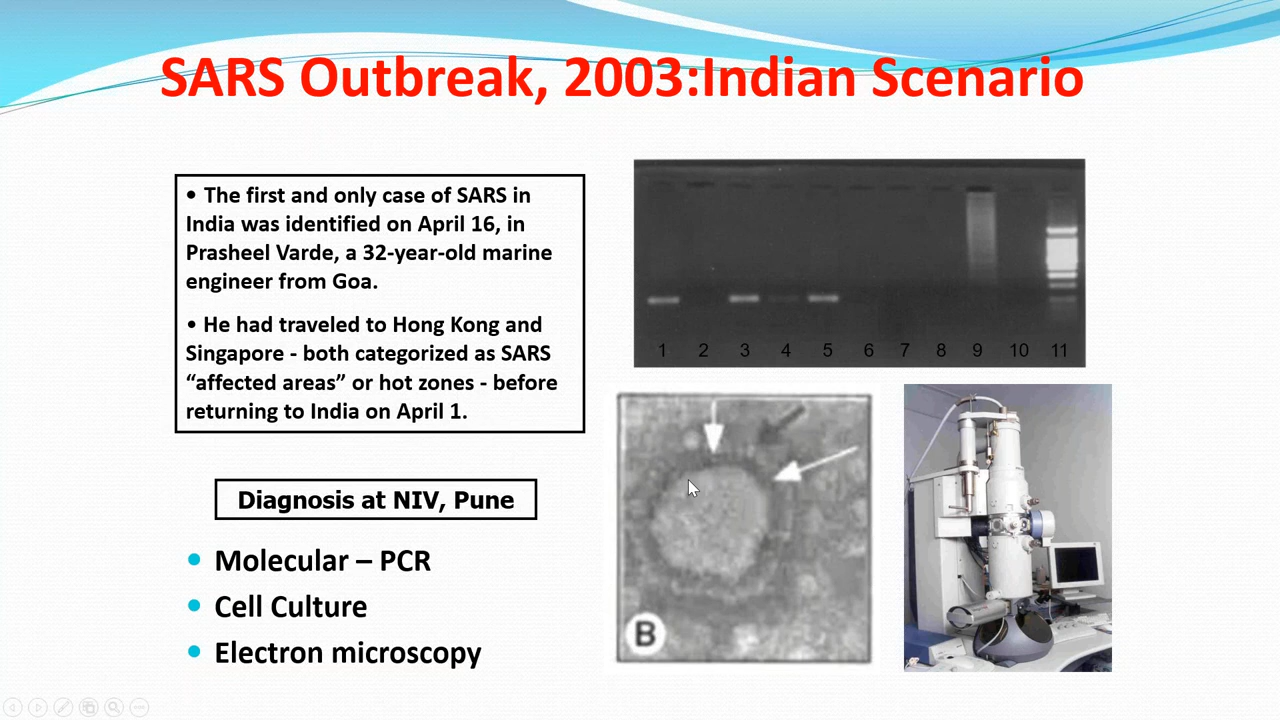 SARS Outbreak, 2003:Indian Scenario
• The first and only case of SARS in
India was identified on April 16, in
Prasheel Varde, a 32-year-old marine
engineer from Goa.
• He had traveled to Hong Kong and
Singapore - both categorized as SARS
“affected areas” or hot zones - before
returning to India on April 1.
Diagnosis at NIV, Pune
• Molecular – PCR
• Cell Culture
• Electron microscopy
1 2 3 4 5 6 7 8 9 10 11
B